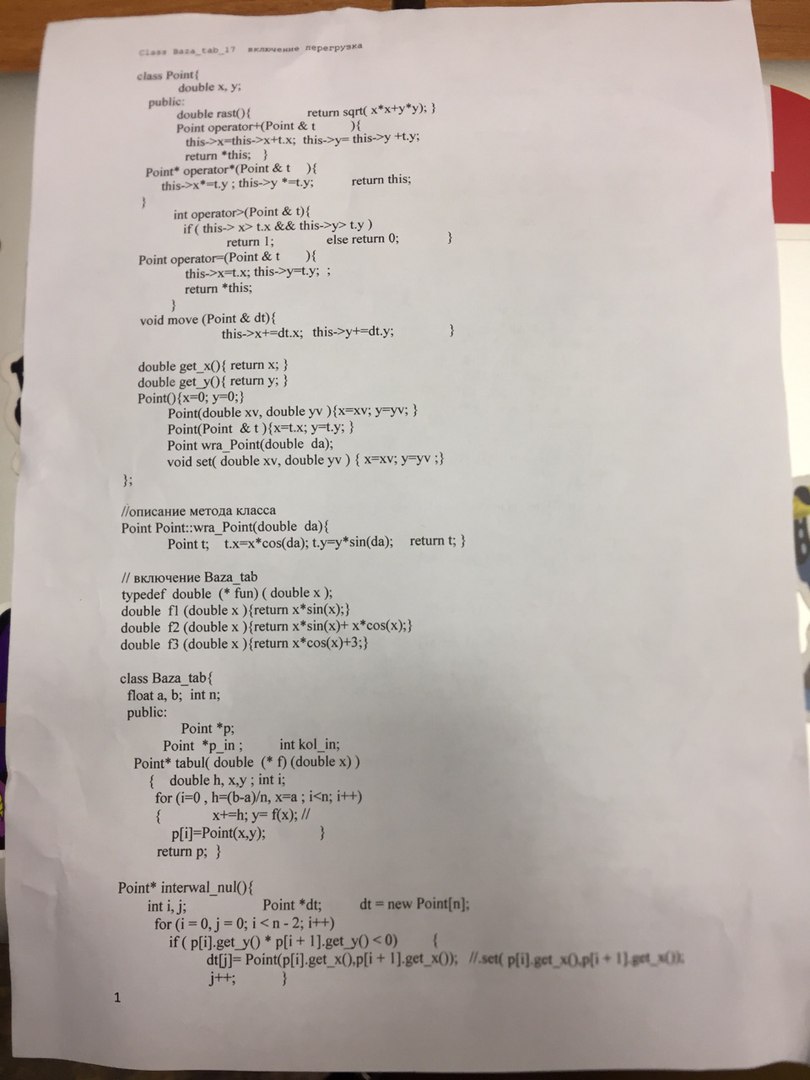 Class Baza_tab_17 включение перегрузка
class Point{
double x, y;
public:
double rast(){ return sqrt( x*x+y*y); }
Point operator+(Point & t ){
this->x=this->x+t.x; this->y= this->y +t.y;
return *this; }
Point* operator*(Point & t ){
this->x*=t.y ; this->y *=t.y; return this;
}
int operator>(Point & t){
if ( this-> x> t.x && this->y> t.y )
return 1; else return 0; }
Point operator=(Point & t ){
this->x=t.x; this->y=t.y; ;
return *this;
}
void move (Point & dt){
this->x+=dt.x; this->y+=dt.y; }
double get_x(){ return x; }
double get_y(){ return y; }
Point(){x=0; y=0;}
Point(double xv, double yv ){x=xv; y=yv; }
Point(Point & t ){x=t.x; y=t.y; }
Point wra_Point(double da);
void set( double xv, double yv ) { x=xv; y=yv ;}
};
//описание метода класса
Point Point::wra_Point(double da){
Point t; t.x=x*cos(da); t.y=y*sin(da); return t; }
// включение Baza_tab
typedef double (* fun) ( double x );
double f1 (double x ){return x*sin(x);}
double f2 (double x ){return x*sin(x)+ x*cos(x);}
double f3 (double x ){return x*cos(x)+3;}
class Baza_tab{
float a, b; int n;
public:
Point *p;
Point *p_in ; int kol_in;
Point* tabul( double (* f) (double x) )
{ double h, x,y ; int i;
for (i=0 , h=(b-a)/n, x=a ; i<n; i++)
{ x+=h; y= f(x); //
p[i]=Point(x,y); }
return p; }
Point* interwal_nul(){
int i, j; Point *dt; dt = new Point[n];
for (i = 0, j = 0; i < n - 2; i++)
if ( p[i].get_y() * p[i + 1].get_y() < 0) {
dt[j]= Point(p[i].get_x(),p[i + 1].get_x()); //.set( p[i].get_x(),p[i + 1].get_x());
j++; }
1